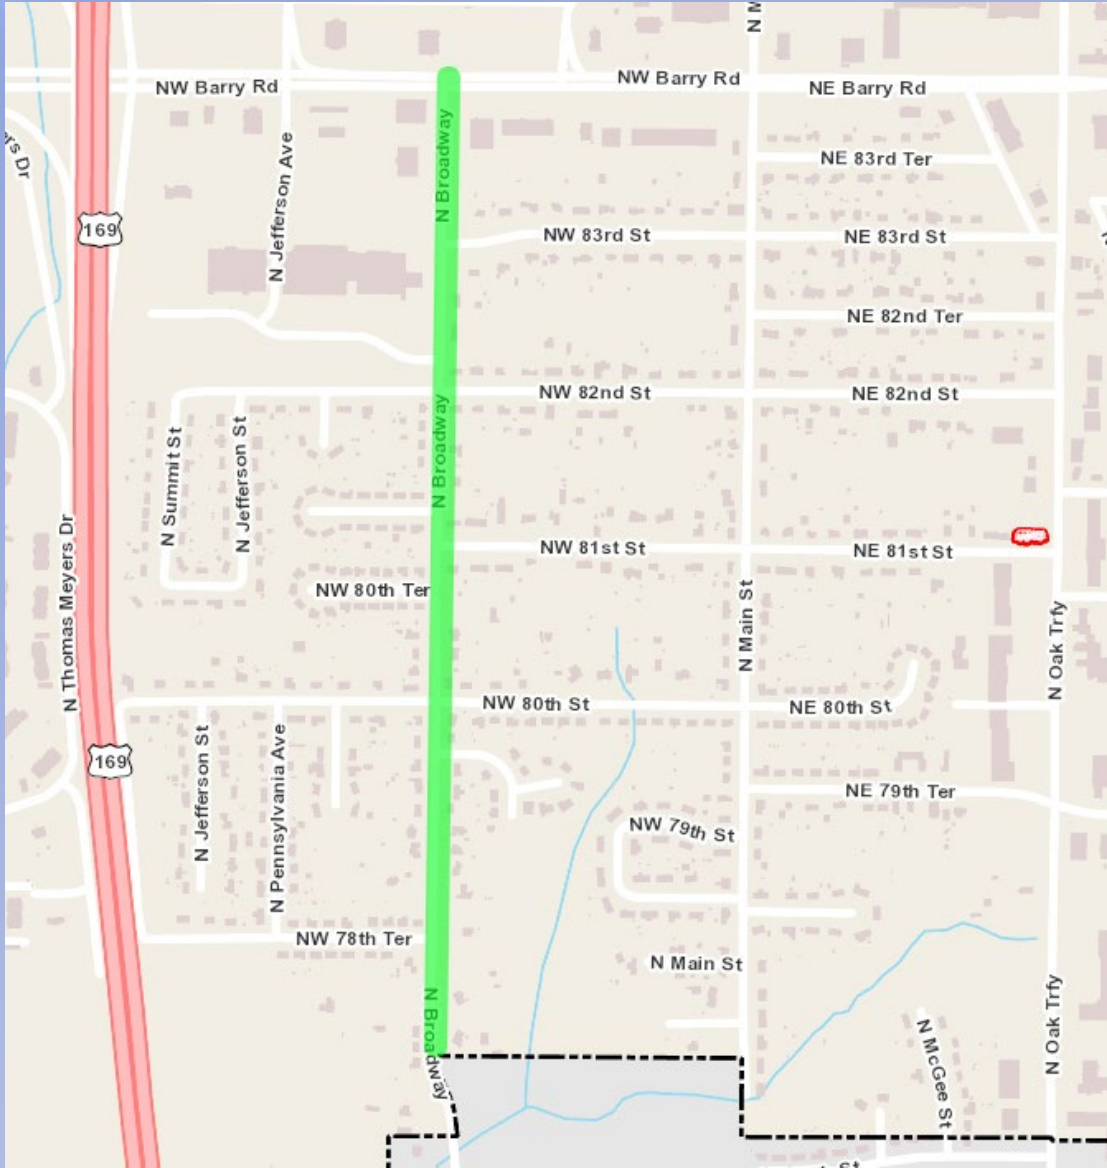 N M
NW Barry Rd
NW Barry Rd
NE Barry Rd
ers Dr
N Jefferson Ave
N Broadway
NE 83rd Ter
169
NW 83rd St
NE 83rd St
NE 82nd Ter
NW 82nd St
NE 82nd St
N Summit St
N Jefferson St
N Broadway
N Thomas Meyers Dr
NW 81st St
NE 81st St
NW 80th Ter
N Main St
N Oak Trfy
NW 80th St
NE 80th St
169
N Jefferson St
N Pennsylvania Ave
NE 79th Ter
NW 79th St
NW 78th Ter
N Main St
N Broadway
N McGee St
N Oak Trfy
St